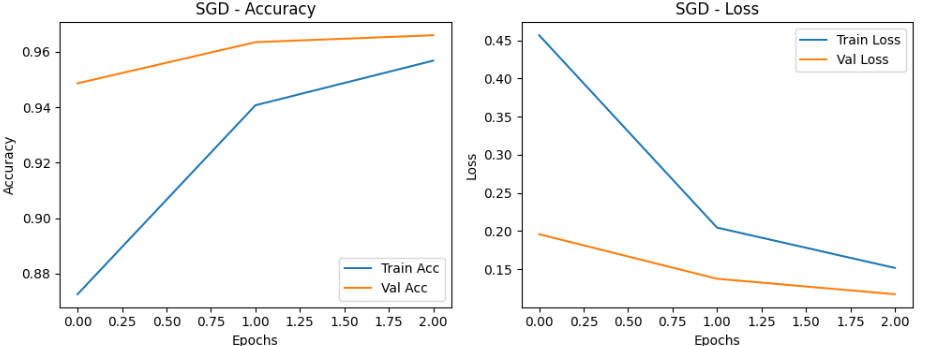 SGD - Accuracy
0.96
0.94
0.92
0.90
0.88
Accuracy
Train Acc
Val Acc
0.00 0.25 0.50 0.75 1.00 1.25 1.50 1.75 2.00
Epochs
SGD - Loss
0.45
0.40
0.35
0.30
0.25
0.20
0.15
Loss
Train Loss
Val Loss
0.00 0.25 0.50 0.75 1.00 1.25 1.50 1.75 2.00
Epochs